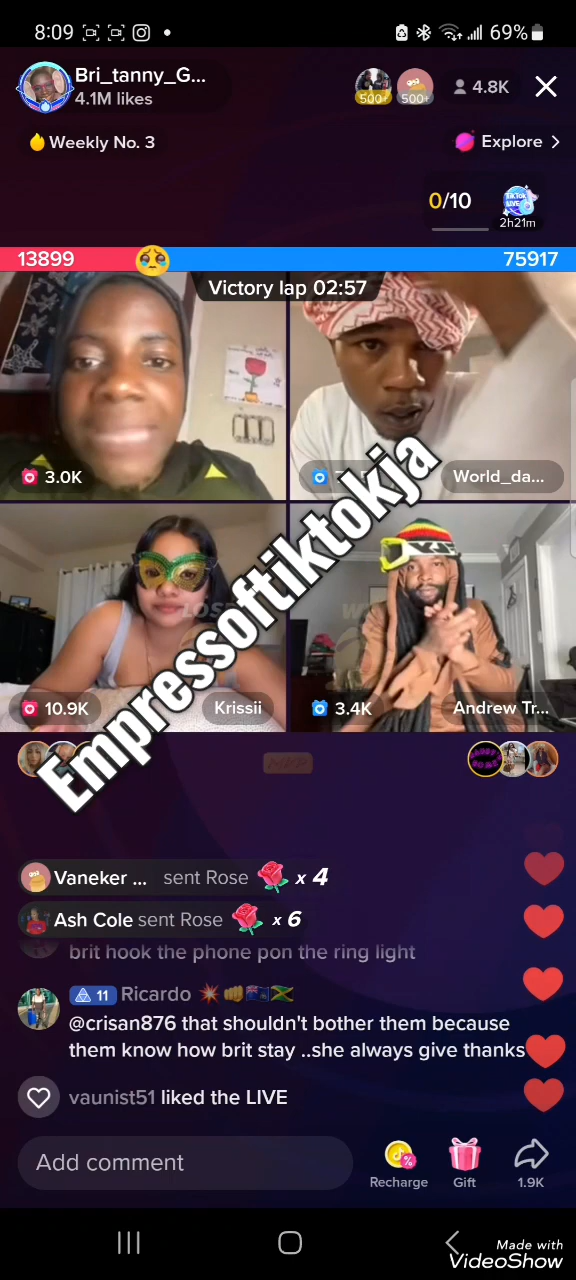 8:09
69%
Bri_tanny_G...
4.1M likes
500+
500+
4.8K
Weekly No. 3
Explore >
0/10
TikTok
LIVE
2h21m
13899
75917
Victory lap 02:57
3.0K
World_da...
10.9K
Krissii
3.4K
Andrew Tr...
Empressoftiktokja
Vaneker ... sent Rose x 4
Ash Cole sent Rose x 6
brit hook the phone pon the ring light
11 Ricardo
@crisan876 that shouldn't bother them because
them know how brit stay ..she always give thanks
vaunist51 liked the LIVE
Add comment
Recharge
Gift
1.9K
Made with
VideoShow